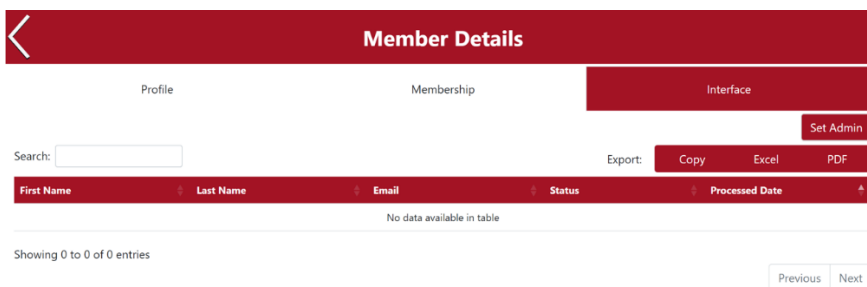 Member Details
Profile Membership Interface
Set Admin
Search: Export: Copy Excel PDF
First Name Last Name Email Status Processed Date
No data available in table
Showing 0 to 0 of 0 entries
Previous Next